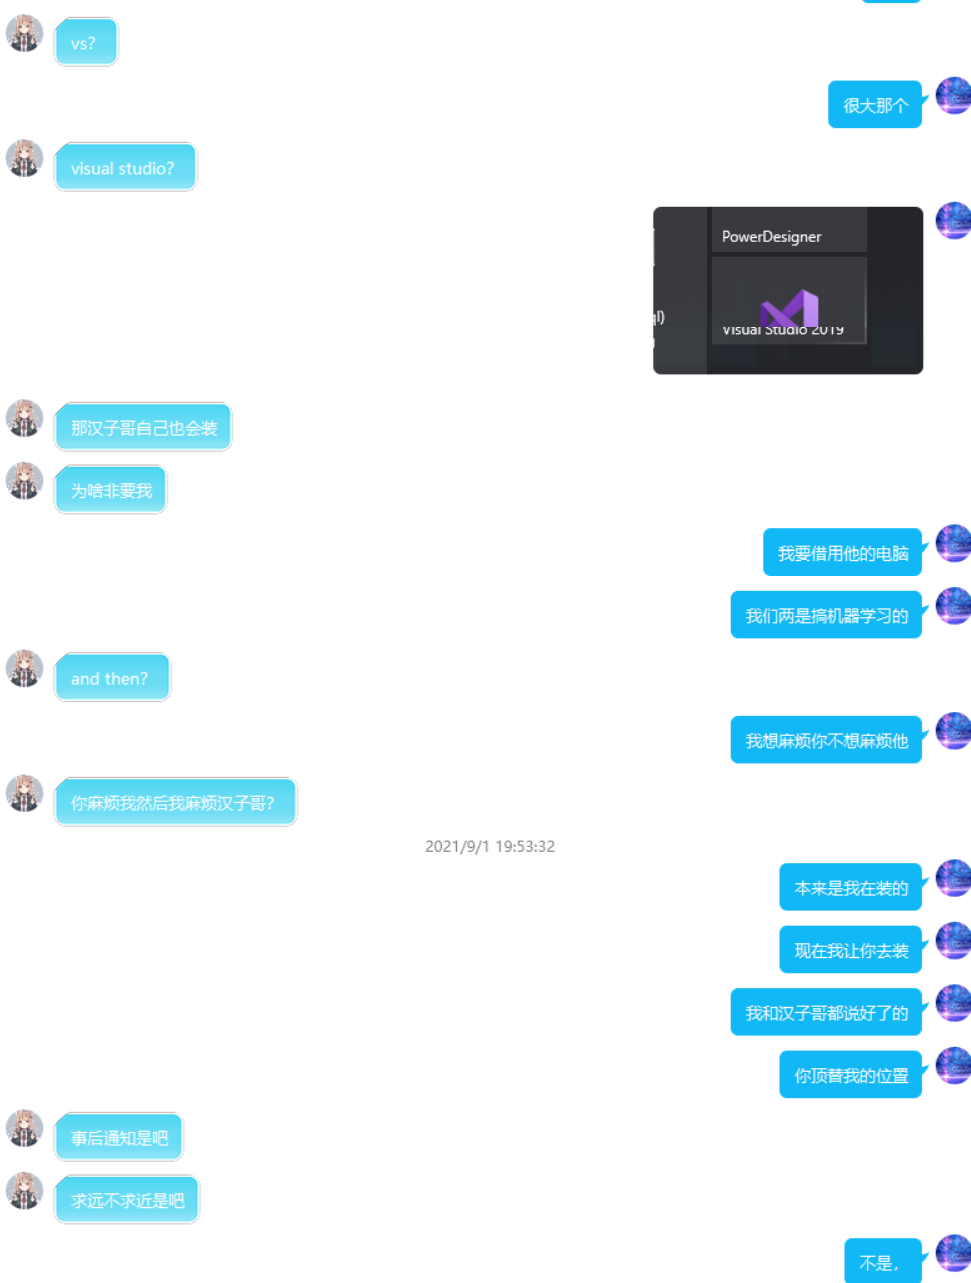 vs?
很大那个
visual studio?
PowerDesigner
ql)
Visual Studio 2019
那汉子哥自己也会装
为啥非要我
我要借用他的电脑
我们两是搞机器学习的
and then?
我想麻烦你不想麻烦他
你麻烦我然后我麻烦汉子哥?
2021/9/1 19:53:32
本来是我在装的
现在我让你去装
我和汉子哥都说好了的
你顶替我的位置
事后通知是吧
求远不求近是吧
不是，